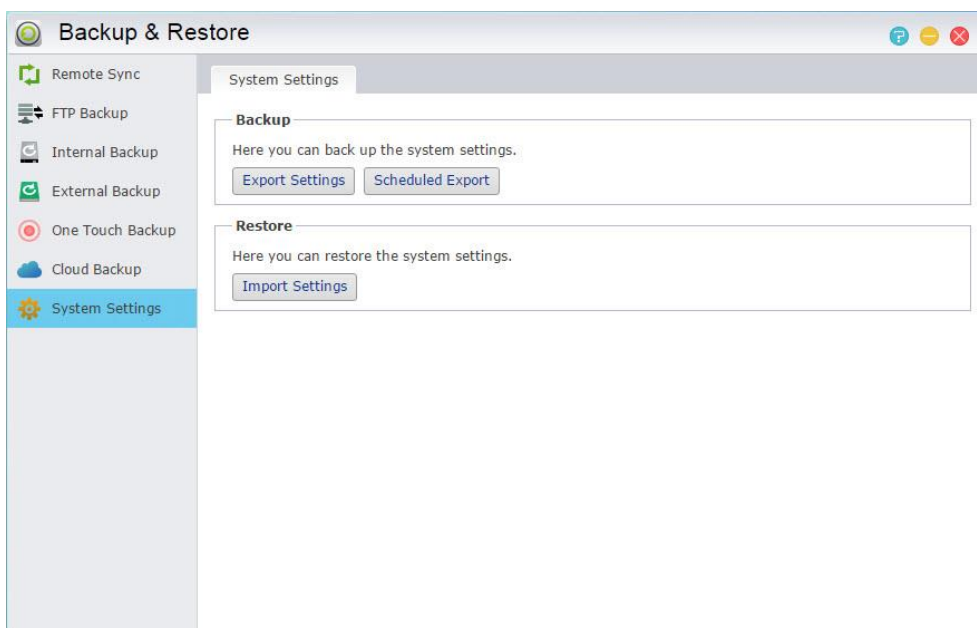 Backup & Restore
Remote Sync
FTP Backup
Internal Backup
External Backup
One Touch Backup
Cloud Backup
System Settings
System Settings
Backup
Here you can back up the system settings.
Export Settings
Scheduled Export
Restore
Here you can restore the system settings.
Import Settings